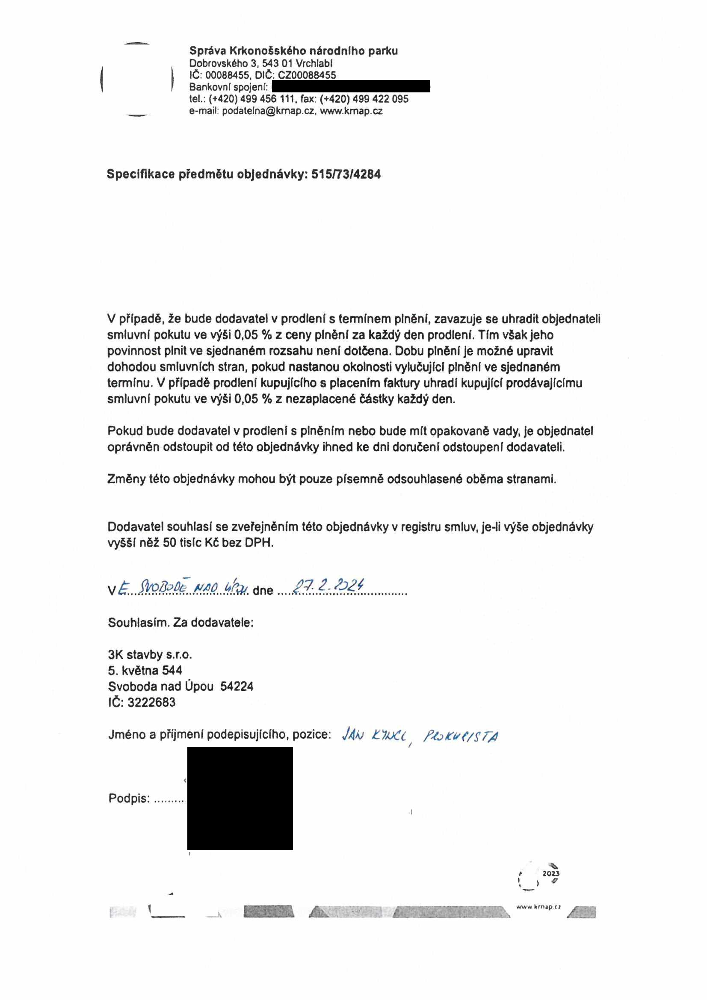 Správa Krkonošského národního parku
Dobrovského 3, 543 01 Vrchlabí
IČ: 00088455, DIČ: CZ00088455
Bankovní spojení:
tel.: (+420) 499 456 111, fax: (+420) 499 422 095
e-mail: podatelna@krnap.cz, www.krnap.cz
Specifikace předmětu objednávky: 515/73/4284
V případě, že bude dodavatel v prodlení s termínem plnění, zavazuje se uhradit objednateli
smluvní pokutu ve výši 0,05 % z ceny plnění za každý den prodlení. Tím však jeho
povinnost plnit ve sjednaném rozsahu není dotčena. Dobu plnění je možné upravit
dohodou smluvních stran, pokud nastanou okolnosti vylučující plnění ve sjednaném
termínu. V případě prodlení kupujícího s placením faktury uhradí kupující prodávajícímu
smluvní pokutu ve výši 0,05 % z nezaplacené částky každý den.
Pokud bude dodavatel v prodlení s plněním nebo bude mít opakovaně vady, je objednatel
oprávněn odstoupit od této objednávky ihned ke dni doručení odstoupení dodavateli.
Změny této objednávky mohou být pouze písemně odsouhlasené oběma stranami.
Dodavatel souhlasí se zveřejněním této objednávky v registru smluv, je-li výše objednávky
vyšší něž 50 tisíc Kč bez DPH.
VE SVOBODĚ NAD ÚPOU dne 27. 2. 2024
Souhlasím. Za dodavatele:
3K stavby s.r.o.
5. května 544
Svoboda nad Úpou 54224
IČ: 3222683
Jméno a příjmení podepisujícího, pozice: JAN KYNCL, PROKURISTA
Podpis: .........
2023
www.krnap.cz